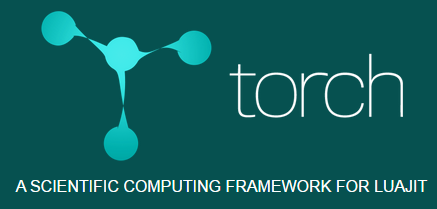 torch
A SCIENTIFIC COMPUTING FRAMEWORK FOR LUAJIT